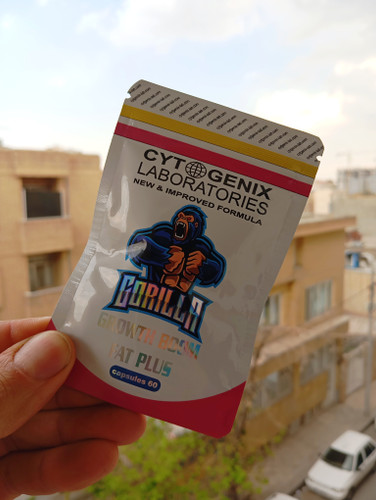 CYTOGENIX
LABORATORIES
NEW & IMPROVED FORMULA
GORILLA
GROWTH BOOM
FAT PLUS
capsules 60